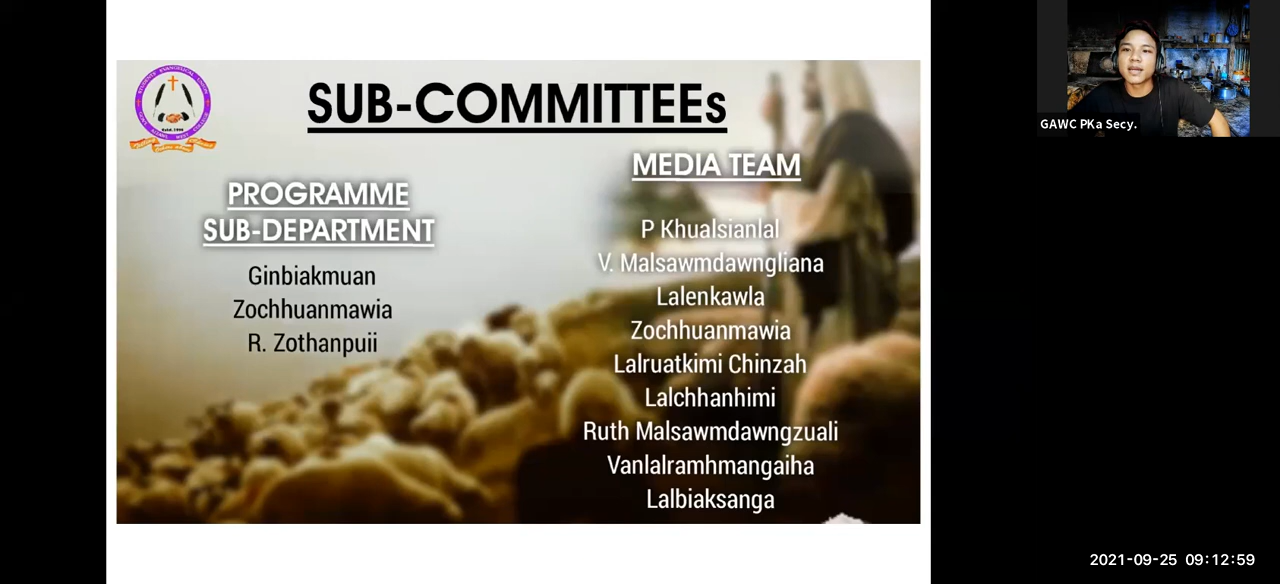 SUB-COMMITTEEs
PROGRAMME
SUB-DEPARTMENT
Ginbiakmuan
Zochhuanmawia
R. Zothanpuii
MEDIA TEAM
P Khualsianlal
V. Malsawmdawngliana
Lalenkawla
Zochhuanmawia
Lalruatkimi Chinzah
Lalchhanhimi
Ruth Malsawmdawngzuali
Vanlalramhmangaiha
Lalbiaksanga
GAWC PKa Secy.
2021-09-25 09:12:59